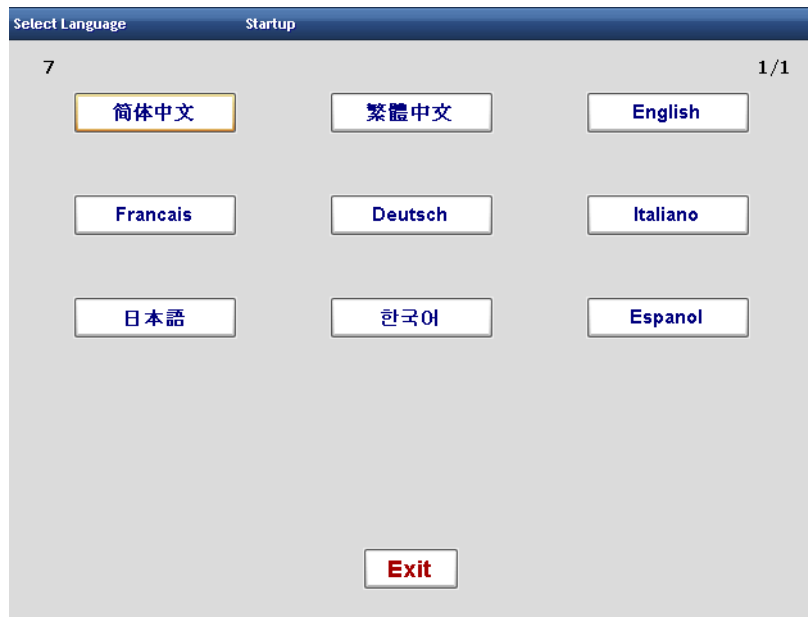 Select Language Startup
7 1/1
简体中文 繁體中文 English
Francais Deutsch Italiano
日本語 한국어 Espanol
Exit